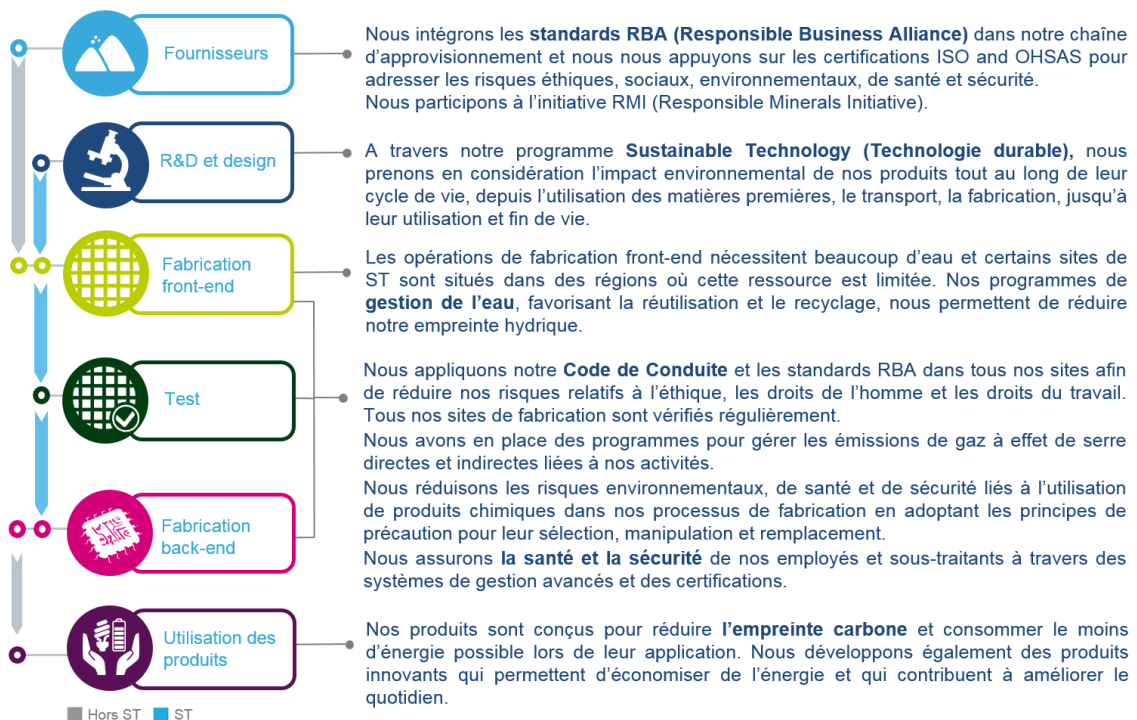 Fournisseurs
Nous intégrons les standards RBA (Responsible Business Alliance) dans notre chaîne
d’approvisionnement et nous nous appuyons sur les certifications ISO and OHSAS pour
adresser les risques éthiques, sociaux, environnementaux, de santé et sécurité.
Nous participons à l’initiative RMI (Responsible Minerals Initiative).
R&D et design
A travers notre programme Sustainable Technology (Technologie durable), nous
prenons en considération l’impact environnemental de nos produits tout au long de leur
cycle de vie, depuis l’utilisation des matières premières, le transport, la fabrication, jusqu’à
leur utilisation et fin de vie.
Fabrication
front-end
Les opérations de fabrication front-end nécessitent beaucoup d’eau et certains sites de
ST sont situés dans des régions où cette ressource est limitée. Nos programmes de
gestion de l’eau, favorisant la réutilisation et le recyclage, nous permettent de réduire
notre empreinte hydrique.
Test
Nous appliquons notre Code de Conduite et les standards RBA dans tous nos sites afin
de réduire nos risques relatifs à l’éthique, les droits de l’homme et les droits du travail.
Tous nos sites de fabrication sont vérifiés régulièrement.
Nous avons en place des programmes pour gérer les émissions de gaz à effet de serre
directes et indirectes liées à nos activités.
Nous réduisons les risques environnementaux, de santé et de sécurité liés à l’utilisation
de produits chimiques dans nos processus de fabrication en adoptant les principes de
précaution pour leur sélection, manipulation et remplacement.
Nous assurons la santé et la sécurité de nos employés et sous-traitants à travers des
systèmes de gestion avancés et des certifications.
Fabrication
back-end
Utilisation des
produits
Nos produits sont conçus pour réduire l’empreinte carbone et consommer le moins
d’énergie possible lors de leur application. Nous développons également des produits
innovants qui permettent d’économiser de l’énergie et qui contribuent à améliorer le
quotidien.
Hors ST ST